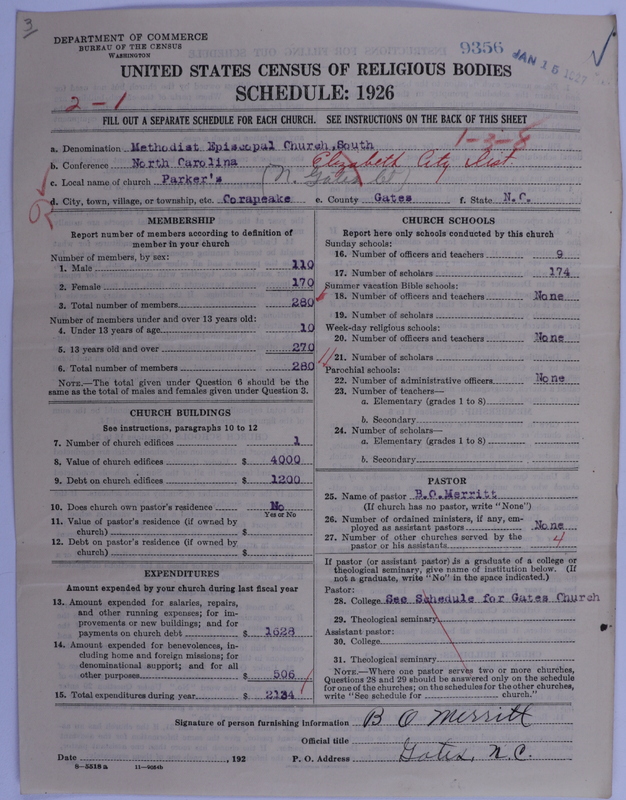 3
DEPARTMENT OF COMMERCE
BUREAU OF THE CENSUS
WASHINGTON
9356
JAN 15 1927
UNITED STATES CENSUS OF RELIGIOUS BODIES
SCHEDULE: 1926
2-1
FILL OUT A SEPARATE SCHEDULE FOR EACH CHURCH. SEE INSTRUCTIONS ON THE BACK OF THIS SHEET
1-3-8
a. Denomination Methodist Episcopal Church, South
b. Conference North Carolina Elizabeth City Dist
c. Local name of church Parker's (N. Gates Ct)
d. City, town, village, or township, etc. Corapeake e. County Gates f. State N.C.
MEMBERSHIP
Report number of members according to definition of member in your church
Number of members, by sex:
1. Male 110
2. Female 170
3. Total number of members 280
Number of members under and over 13 years old:
4. Under 13 years of age 10
5. 13 years old and over 270
6. Total number of members 280
NOTE.—The total given under Question 6 should be the
same as the total of males and females given under Question 3.
CHURCH BUILDINGS
See instructions, paragraphs 10 to 12
7. Number of church edifices 1
8. Value of church edifices $ 4000
9. Debt on church edifices $ 1200
10. Does church own pastor's residence No
Yes or No
11. Value of pastor's residence (if owned by
church) $
12. Debt on pastor's residence (if owned by
church) $
EXPENDITURES
Amount expended by your church during last fiscal year
13. Amount expended for salaries, repairs,
and other running expenses; for im-
provements or new buildings; and for
payments on church debt $ 1628
14. Amount expended for benevolences, in-
cluding home and foreign missions; for
denominational support; and for all
other purposes $ 506
15. Total expenditures during year $ 2134
CHURCH SCHOOLS
Report here only schools conducted by this church
Sunday schools:
16. Number of officers and teachers 9
17. Number of scholars 174
Summer vacation Bible schools:
18. Number of officers and teachers None
19. Number of scholars
Week-day religious schools:
20. Number of officers and teachers None
21. Number of scholars
Parochial schools:
22. Number of administrative officers None
23. Number of teachers—
a. Elementary (grades 1 to 8)
b. Secondary
24. Number of scholars—
a. Elementary (grades 1 to 8)
b. Secondary
PASTOR
25. Name of pastor B.O.Merritt
(If church has no pastor, write "None")
26. Number of ordained ministers, if any, em-
ployed as assistant pastors None
27. Number of other churches served by the
pastor or his assistants 4
If pastor (or assistant pastor) is a graduate of a college or
theological seminary, give name of institution below. (If
not a graduate, write "No" in the space indicated.)
Pastor:
28. College See Schedule for Gates Church
29. Theological seminary
Assistant pastor:
30. College
31. Theological seminary
NOTE.—Where one pastor serves two or more churches,
Questions 28 and 29 should be answered only on the schedule
for one of the churches; on the schedules for the other churches,
write "See schedule for church."
Signature of person furnishing information B O Merritt
Official title
Date , 192 P. O. Address Gates, N.C.
8-5518 a 11-9054b